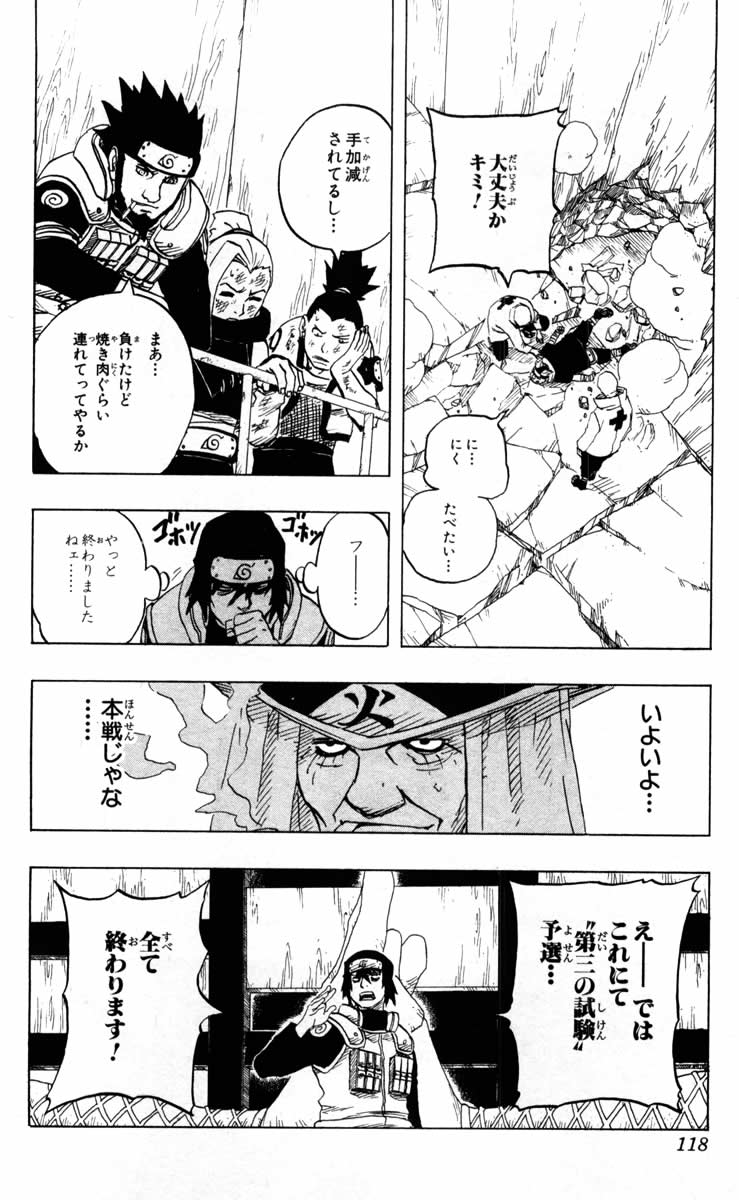 大丈夫か
キミ！
に…
にく
たべたい…
手加減
されてるし…
まあ…
負けたけど
焼き肉ぐらい
連れてってやるか
フ――…
ゴホッ
ゴホッ
やっと
終わりました
ねェ……
いよいよ…
火
本戦じゃな
……
え――では
これにて
〝第三の試験〟
予選…
全て
終わります！
118